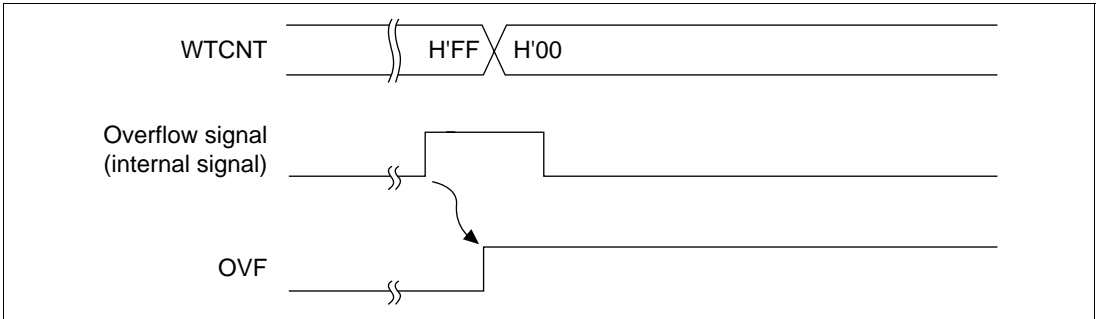 WTCNT
H'FF H'00
Overflow signal
(internal signal)
OVF